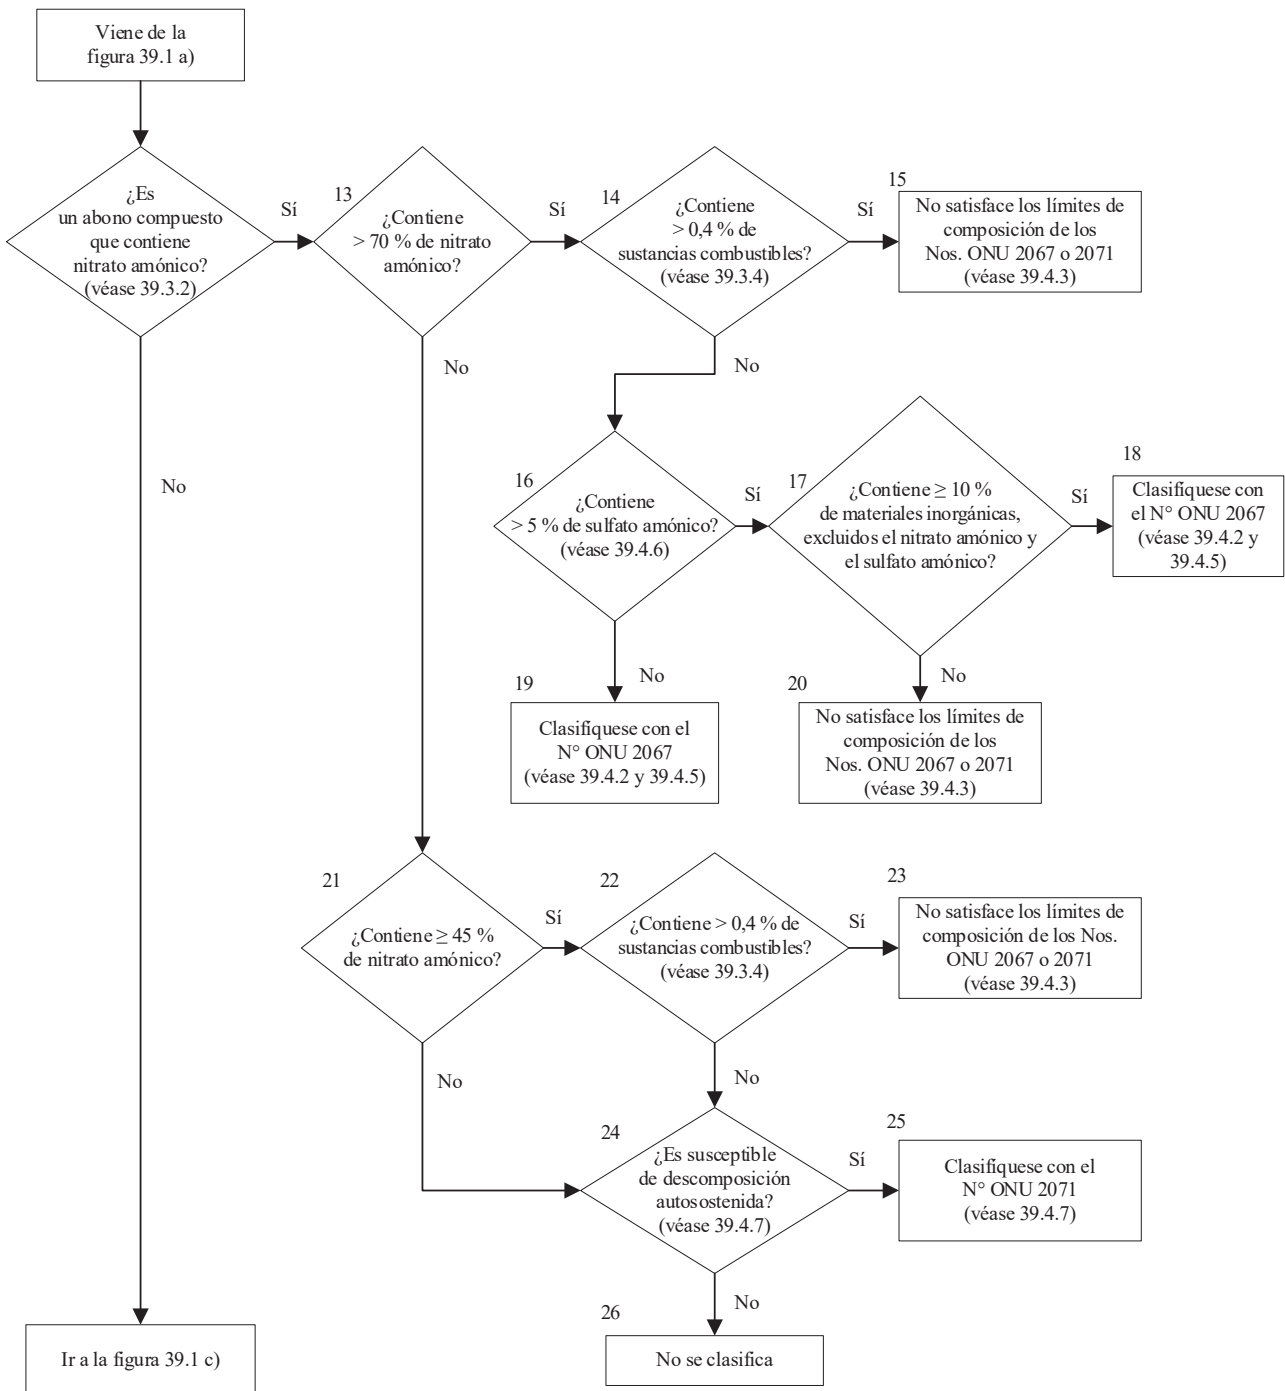 Viene de la
figura 39.1 a)
¿Es
un abono compuesto
que contiene
nitrato amónico?
(véase 39.3.2)
Sí
13
¿Contiene
> 70 % de nitrato
amónico?
Sí
14
¿Contiene
> 0,4 % de
sustancias combustibles?
(véase 39.3.4)
Sí
15
No satisface los límites de
composición de los
Nos. ONU 2067 o 2071
(véase 39.4.3)
No
No
No
16
¿Contiene
> 5 % de sulfato amónico?
(véase 39.4.6)
Sí
17
¿Contiene ≥ 10 %
de materiales inorgánicas,
excluidos el nitrato amónico y
el sulfato amónico?
Sí
18
Clasifíquese con
el N° ONU 2067
(véase 39.4.2 y
39.4.5)
No
No
19
Clasifíquese con el
N° ONU 2067
(véase 39.4.2 y 39.4.5)
20
No satisface los límites de
composición de los
Nos. ONU 2067 o 2071
(véase 39.4.3)
21
¿Contiene ≥ 45 %
de nitrato amónico?
Sí
22
¿Contiene > 0,4 % de
sustancias combustibles?
(véase 39.3.4)
Sí
23
No satisface los límites de
composición de los Nos.
ONU 2067 o 2071
(véase 39.4.3)
No
No
24
¿Es susceptible
de descomposición
autosostenida?
(véase 39.4.7)
Sí
25
Clasifíquese con el
N° ONU 2071
(véase 39.4.7)
No
26
No se clasifica
Ir a la figura 39.1 c)